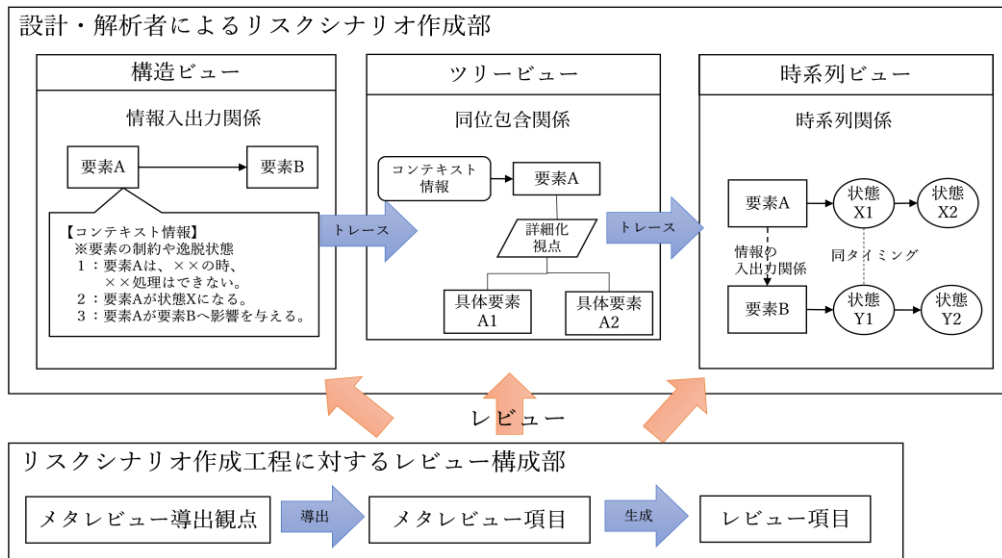 設計・解析者によるリスクシナリオ作成部
構造ビュー
情報入出力関係
要素A
要素B
【コンテキスト情報】
※要素の制約や逸脱状態
1：要素Aは、××の時、
××処理はできない。
2：要素Aが状態Xになる。
3：要素Aが要素Bへ影響を与える。
トレース
ツリービュー
同位包含関係
コンテキスト
情報
要素A
詳細化
視点
具体要素
A1
具体要素
A2
トレース
時系列ビュー
時系列関係
要素A
状態
X1
状態
X2
情報の
入出力関係
同タイミング
要素B
状態
Y1
状態
Y2
レビュー
リスクシナリオ作成工程に対するレビュー構成部
メタレビュー導出観点
導出
メタレビュー項目
生成
レビュー項目